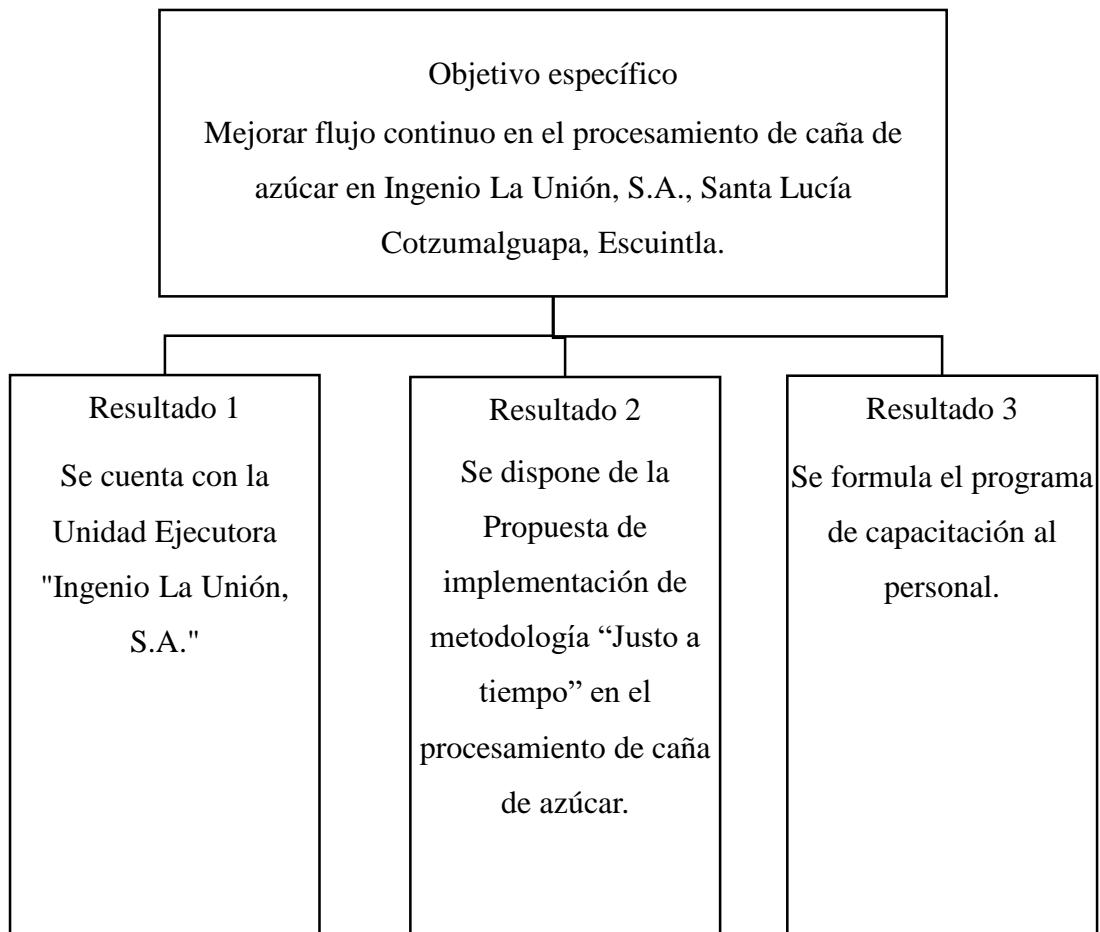 Objetivo específico
Mejorar flujo continuo en el procesamiento de caña de
azúcar en Ingenio La Unión, S.A., Santa Lucía
Cotzumalguapa, Escuintla.
Resultado 1
Se cuenta con la
Unidad Ejecutora
"Ingenio La Unión,
S.A."
Resultado 2
Se dispone de la
Propuesta de
implementación de
metodología “Justo a
tiempo” en el
procesamiento de caña
de azúcar.
Resultado 3
Se formula el programa
de capacitación al
personal.